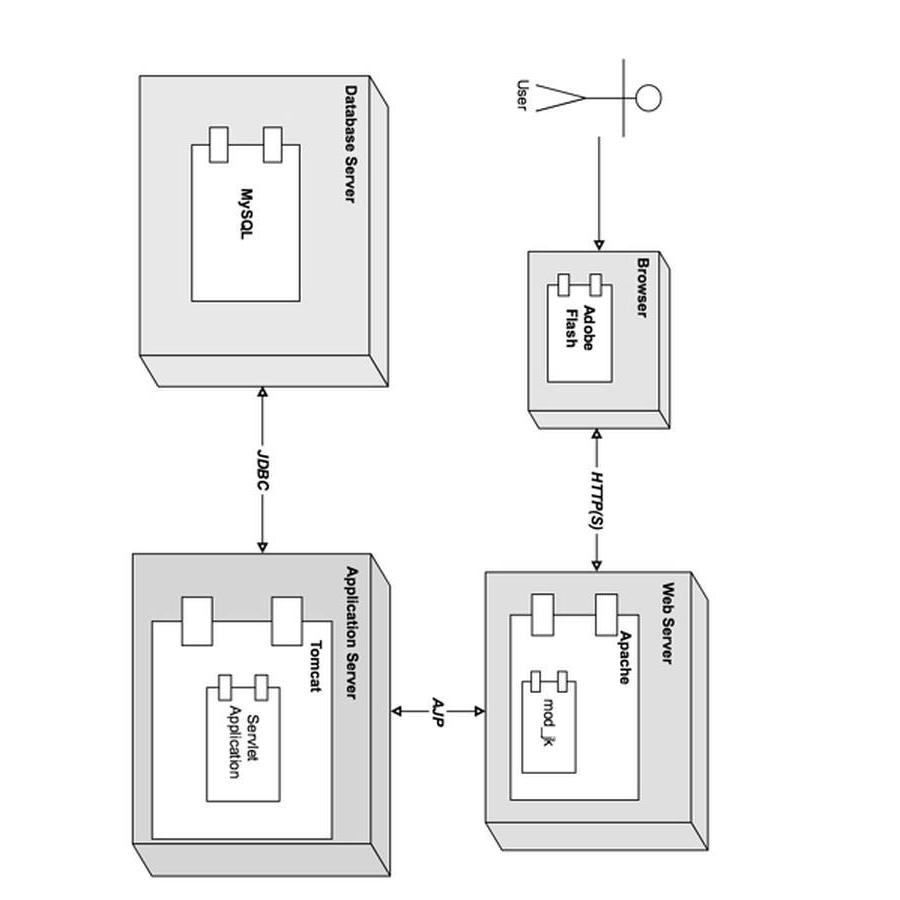 User
Browser
Adobe
Flash
HTTP(S)
Web Server
Apache
mod_jk
Database Server
MySQL
JDBC
Application Server
Tomcat
Servlet
Application
AJP